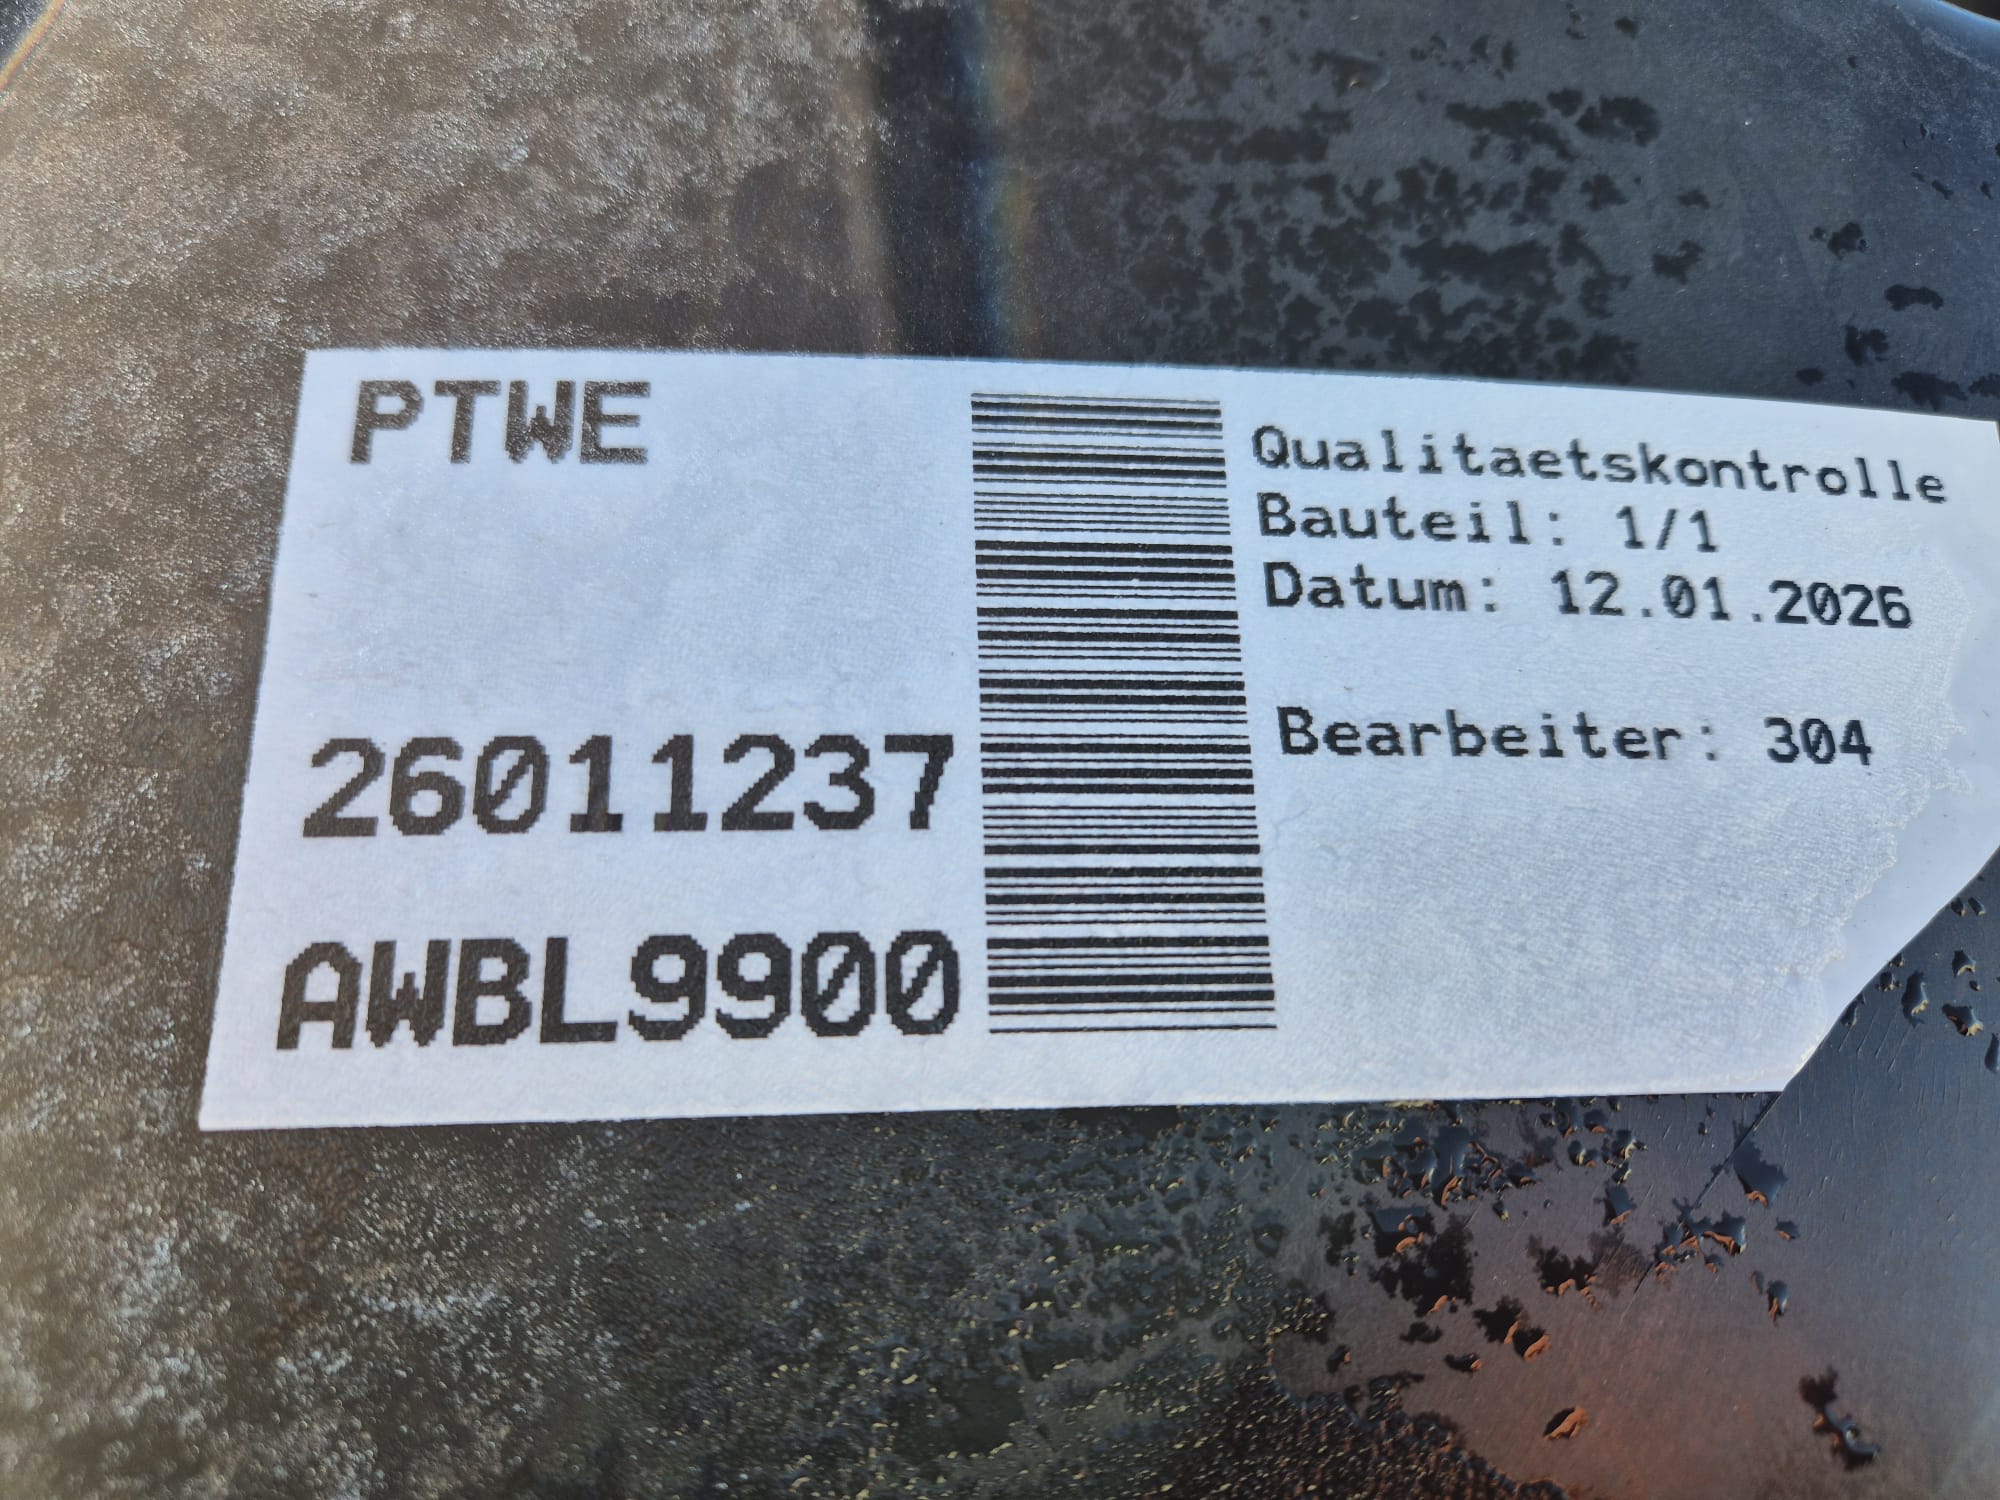 PTWE
26011237
AWBL9900
Qualitaetskontrolle
Bauteil: 1/1
Datum: 12.01.2026
Bearbeiter: 304